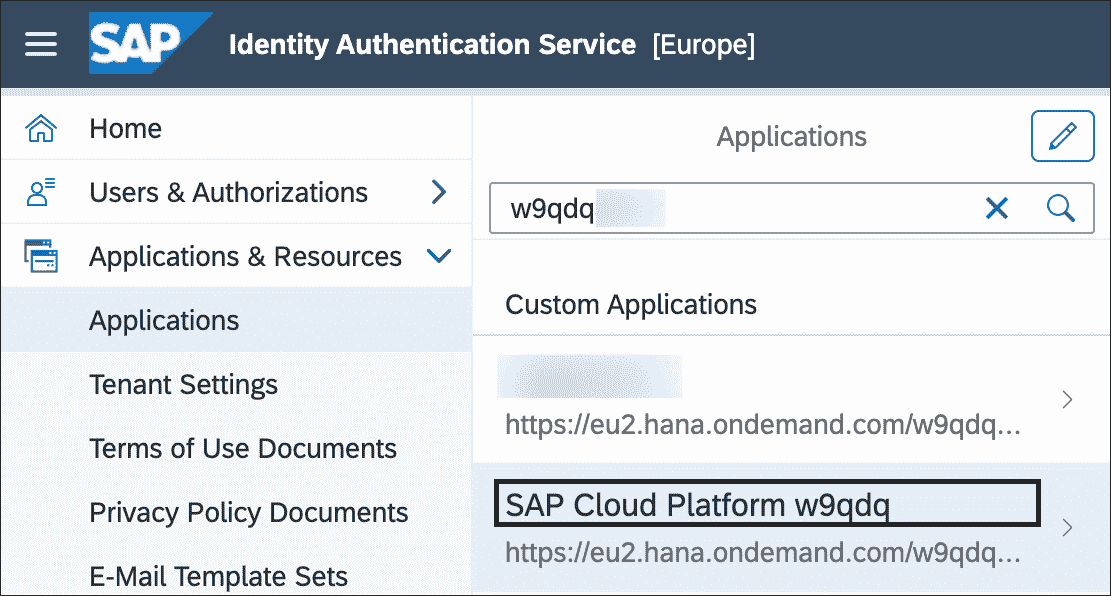 SAP Identity Authentication Service [Europe]
Home
Users & Authorizations
Applications & Resources
Applications
Tenant Settings
Terms of Use Documents
Privacy Policy Documents
E-Mail Template Sets
Applications
w9qdq
Custom Applications
https://eu2.hana.ondemand.com/w9qdq...
SAP Cloud Platform w9qdq
https://eu2.hana.ondemand.com/w9qdq...